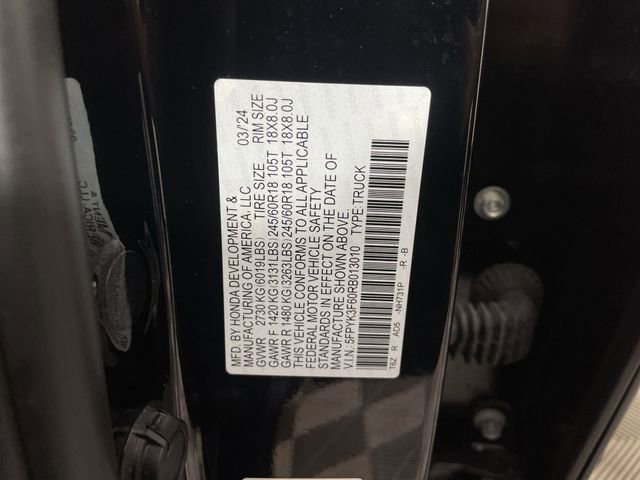 MFD. BY HONDA DEVELOPMENT & 03/24
MANUFACTURING OF AMERICA, LLC
GVWR 2730 KG(6019LBS) TIRE SIZE RIM SIZE
GAWR F 1420 KG(3131LBS)245/60R18 105T 18X8.0J
GAWR R 1480 KG(3263LBS)245/60R18 105T 18X8.0J
THIS VEHICLE CONFORMS TO ALL APPLICABLE
FEDERAL MOTOR VEHICLE SAFETY
STANDARDS IN EFFECT ON THE DATE OF
MANUFACTURE SHOWN ABOVE.
V.I.N. 5FPYK3F60RB013010 TYPE:TRUCK
T6Z R A05 -NH731P -R -B